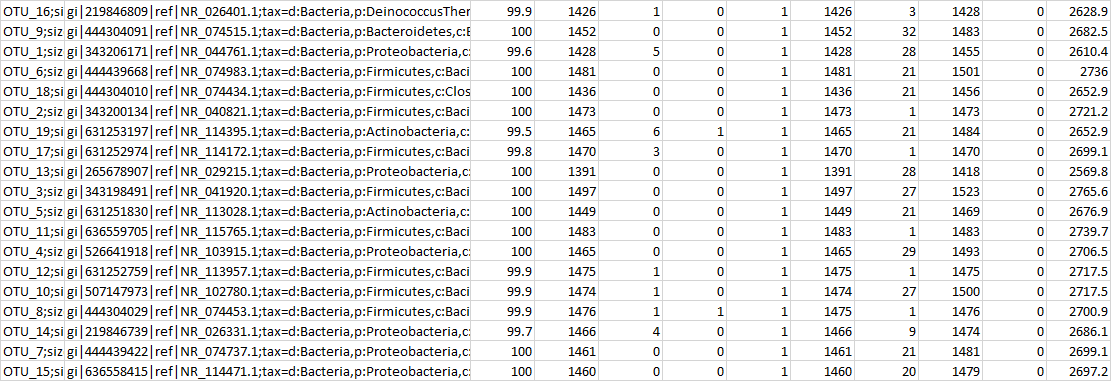 OTU_16;si gi|219846809|ref|NR_026401.1;tax=d:Bacteria,p:DeinococcusTher 99.9 1426 1 0 1 1426 3 1428 0 2628.9
OTU_9;siz gi|444304091|ref|NR_074515.1;tax=d:Bacteria,p:Bacteroidetes,c:E 100 1452 0 0 1 1452 32 1483 0 2682.5
OTU_1;siz gi|343206171|ref|NR_044761.1;tax=d:Bacteria,p:Proteobacteria,c: 99.6 1428 5 0 1 1428 28 1455 0 2610.4
OTU_6;siz gi|444439668|ref|NR_074983.1;tax=d:Bacteria,p:Firmicutes,c:Baci 100 1481 0 0 1 1481 21 1501 0 2736
OTU_18;si gi|444304010|ref|NR_074434.1;tax=d:Bacteria,p:Firmicutes,c:Clos 100 1436 0 0 1 1436 21 1456 0 2652.9
OTU_2;siz gi|343200134|ref|NR_040821.1;tax=d:Bacteria,p:Firmicutes,c:Baci 100 1473 0 0 1 1473 1 1473 0 2721.2
OTU_19;si gi|631253197|ref|NR_114395.1;tax=d:Bacteria,p:Actinobacteria,c: 99.5 1465 6 1 1 1465 21 1484 0 2652.9
OTU_17;si gi|631252974|ref|NR_114172.1;tax=d:Bacteria,p:Firmicutes,c:Baci 99.8 1470 3 0 1 1470 1 1470 0 2699.1
OTU_13;si gi|265678907|ref|NR_029215.1;tax=d:Bacteria,p:Proteobacteria,c: 100 1391 0 0 1 1391 28 1418 0 2569.8
OTU_3;siz gi|343198491|ref|NR_041920.1;tax=d:Bacteria,p:Firmicutes,c:Baci 100 1497 0 0 1 1497 27 1523 0 2765.6
OTU_5;siz gi|631251830|ref|NR_113028.1;tax=d:Bacteria,p:Actinobacteria,c: 100 1449 0 0 1 1449 21 1469 0 2676.9
OTU_11;si gi|636559705|ref|NR_115765.1;tax=d:Bacteria,p:Firmicutes,c:Baci 100 1483 0 0 1 1483 1 1483 0 2739.7
OTU_4;siz gi|526641918|ref|NR_103915.1;tax=d:Bacteria,p:Proteobacteria,c: 100 1465 0 0 1 1465 29 1493 0 2706.5
OTU_12;si gi|631252759|ref|NR_113957.1;tax=d:Bacteria,p:Firmicutes,c:Baci 99.9 1475 1 0 1 1475 1 1475 0 2717.5
OTU_10;si gi|507147973|ref|NR_102780.1;tax=d:Bacteria,p:Firmicutes,c:Baci 99.9 1474 1 0 1 1474 27 1500 0 2717.5
OTU_8;siz gi|444304029|ref|NR_074453.1;tax=d:Bacteria,p:Firmicutes,c:Baci 99.9 1476 1 1 1 1475 1 1476 0 2700.9
OTU_14;si gi|219846739|ref|NR_026331.1;tax=d:Bacteria,p:Proteobacteria,c: 99.7 1466 4 0 1 1466 9 1474 0 2686.1
OTU_7;siz gi|444439422|ref|NR_074737.1;tax=d:Bacteria,p:Proteobacteria,c: 100 1461 0 0 1 1461 21 1481 0 2699.1
OTU_15;si gi|636558415|ref|NR_114471.1;tax=d:Bacteria,p:Proteobacteria,c: 100 1460 0 0 1 1460 20 1479 0 2697.2